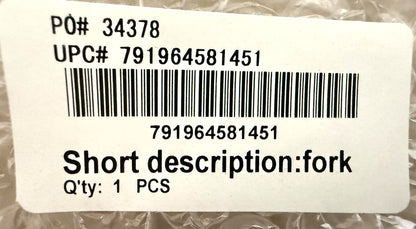 PO# 34378
UPC# 791964581451
791964581451
Short description:fork
Q'ty: 1 PCS